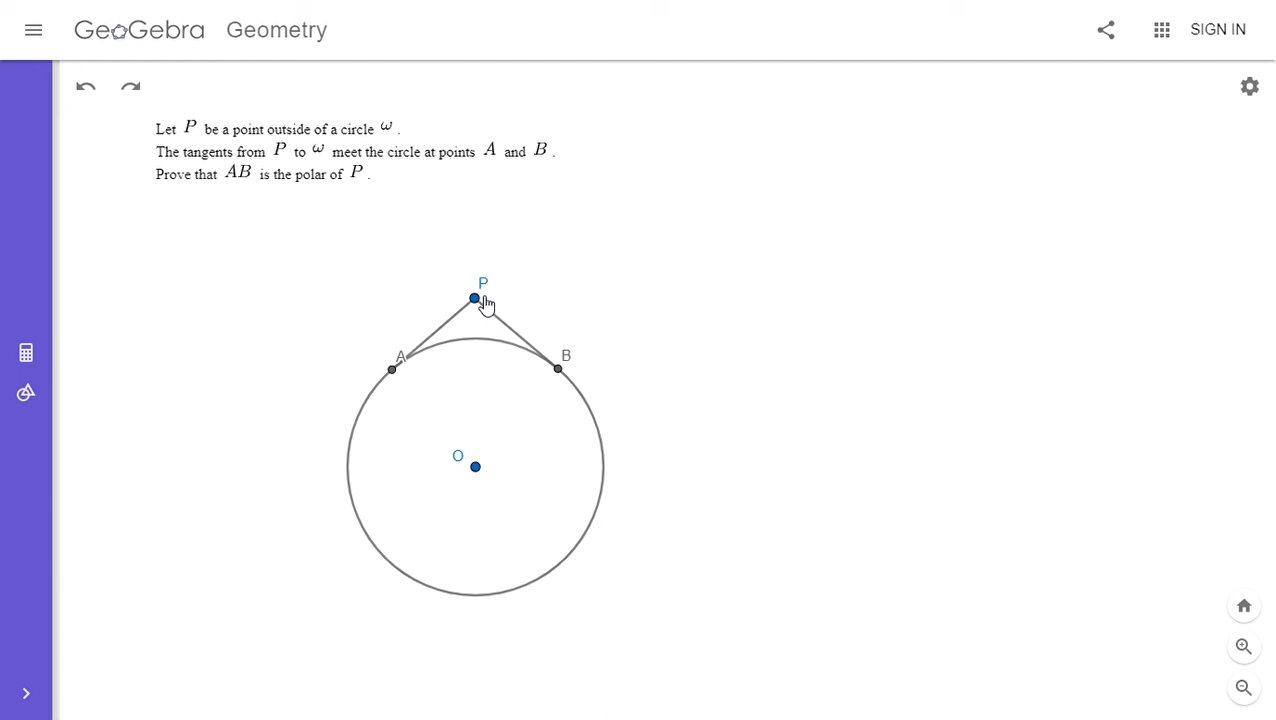 GeoGebra Geometry SIGN IN
Let P be a point outside of a circle ω .
The tangents from P to ω meet the circle at points A and B .
Prove that AB is the polar of P .
P
A
B
O